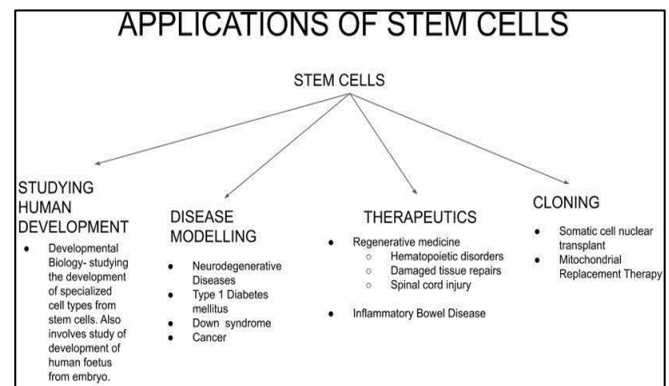 APPLICATIONS OF STEM CELLS
STEM CELLS
STUDYING
HUMAN
DEVELOPMENT
● Developmental
Biology- studying
the development
of specialized
cell types from
stem cells. Also
involves study of
development of
human foetus
from embryo.
DISEASE
MODELLING
● Neurodegenerative
Diseases
● Type 1 Diabetes
mellitus
● Down syndrome
● Cancer
THERAPEUTICS
● Regenerative medicine
○ Hematopoietic disorders
○ Damaged tissue repairs
○ Spinal cord injury
● Inflammatory Bowel Disease
CLONING
● Somatic cell nuclear
transplant
● Mitochondrial
Replacement Therapy